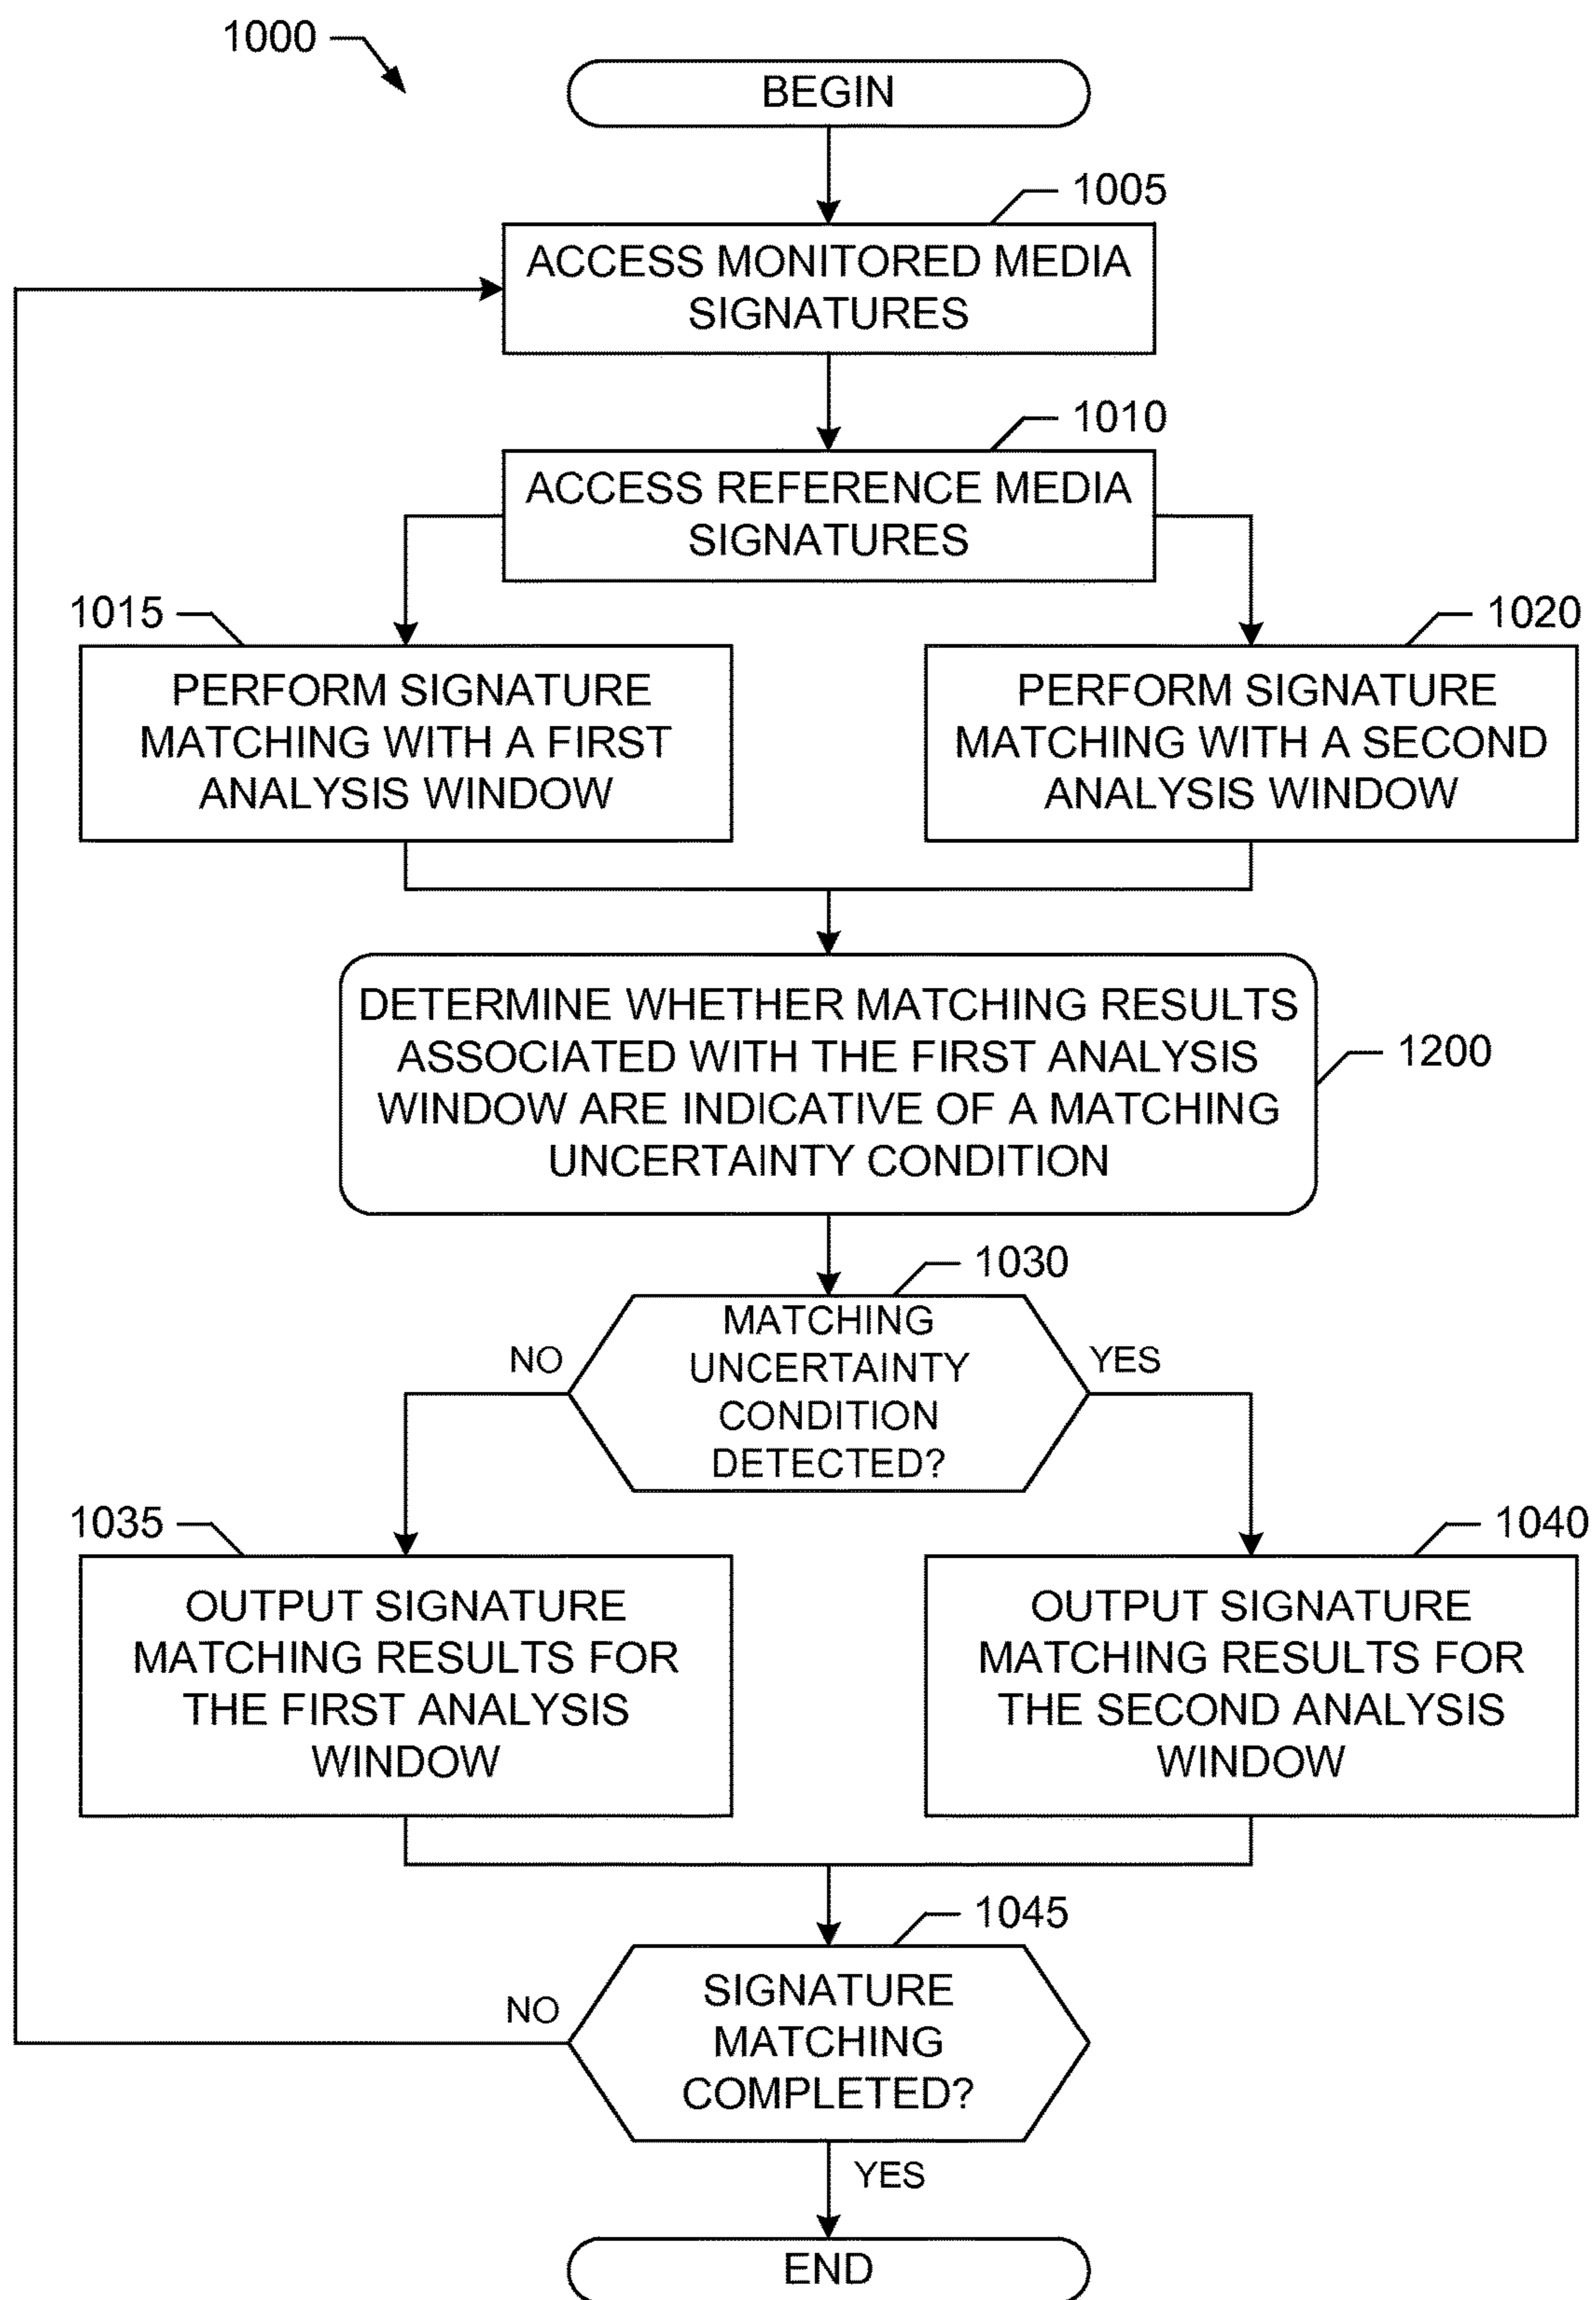 1000
BEGIN
1005
ACCESS MONITORED MEDIA
SIGNATURES
1010
ACCESS REFERENCE MEDIA
SIGNATURES
1015
PERFORM SIGNATURE
MATCHING WITH A FIRST
ANALYSIS WINDOW
1020
PERFORM SIGNATURE
MATCHING WITH A SECOND
ANALYSIS WINDOW
DETERMINE WHETHER MATCHING RESULTS
ASSOCIATED WITH THE FIRST ANALYSIS
WINDOW ARE INDICATIVE OF A MATCHING
UNCERTAINTY CONDITION
1200
1030
MATCHING
UNCERTAINTY
CONDITION
DETECTED?
NO
YES
1035
OUTPUT SIGNATURE
MATCHING RESULTS FOR
THE FIRST ANALYSIS
WINDOW
1040
OUTPUT SIGNATURE
MATCHING RESULTS FOR
THE SECOND ANALYSIS
WINDOW
1045
SIGNATURE
MATCHING
COMPLETED?
NO
YES
END